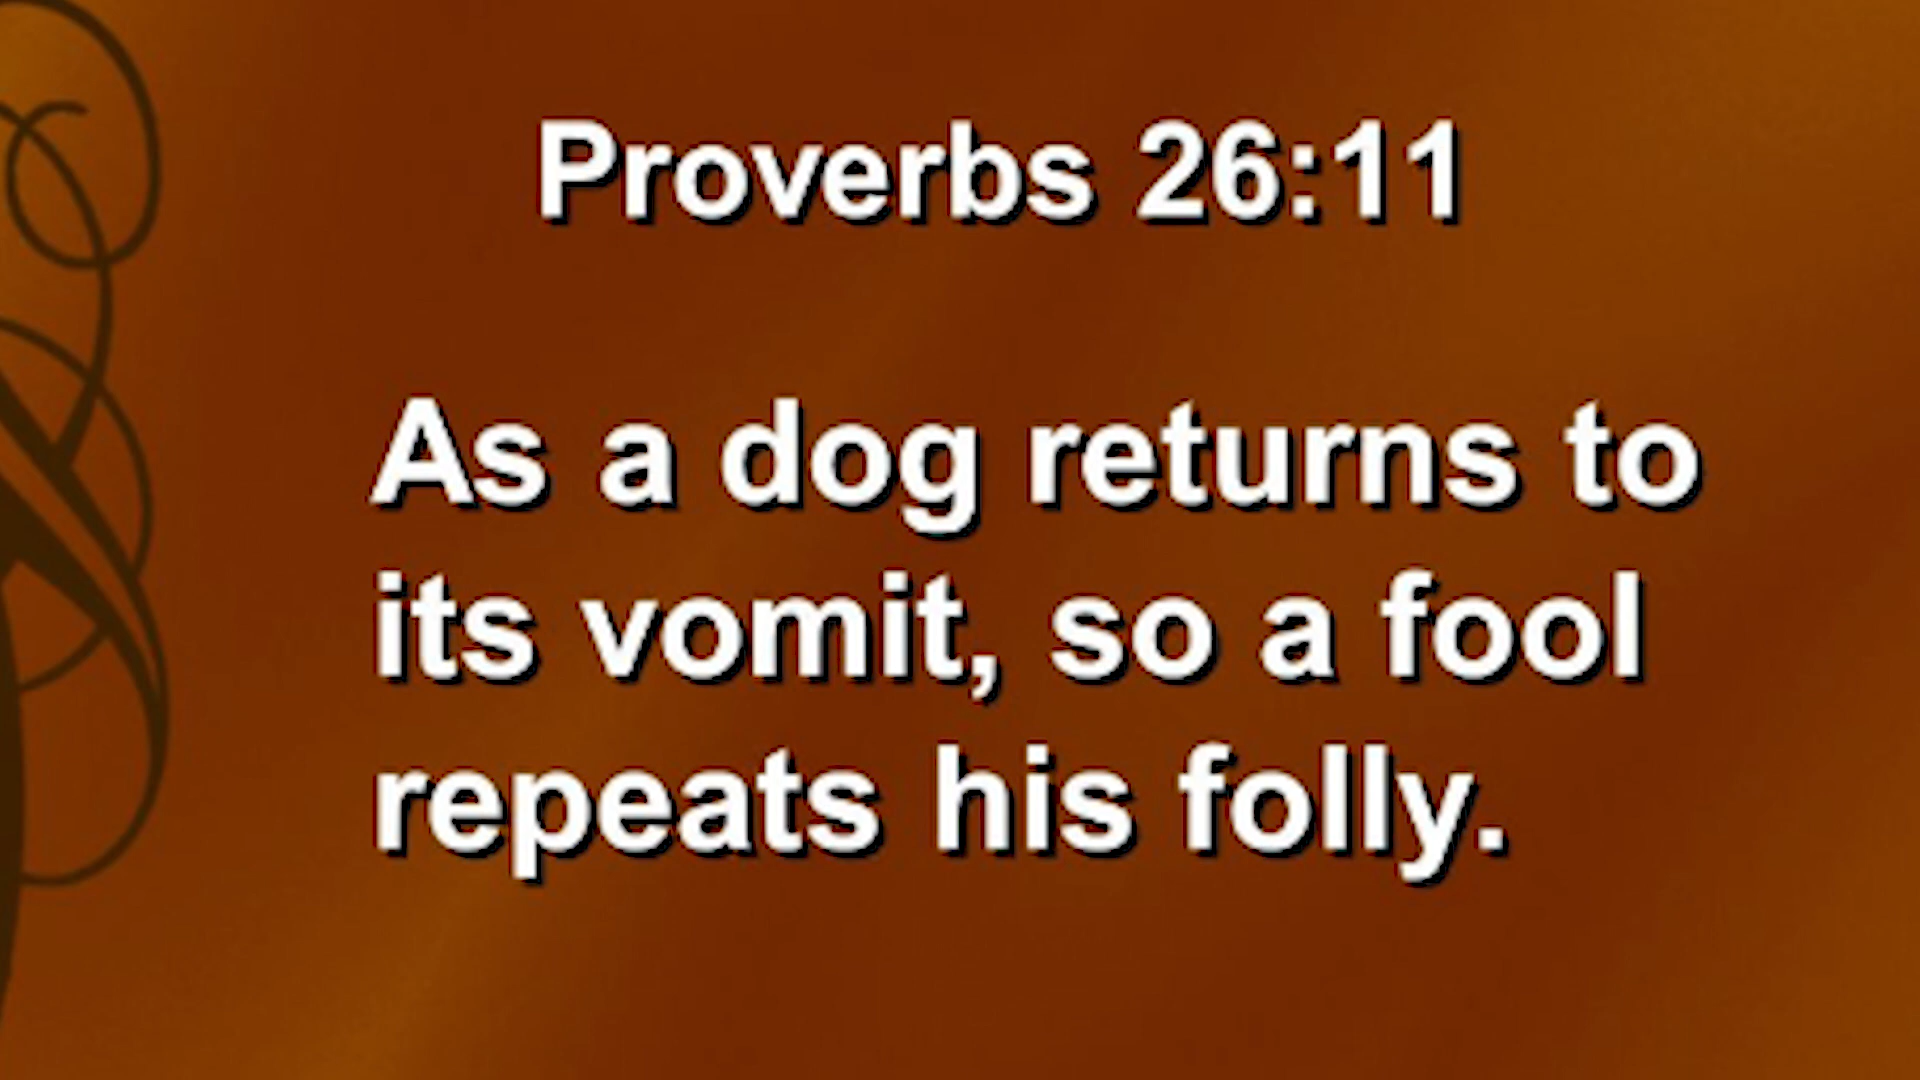 Proverbs 26:11
As a dog returns to
its vomit, so a fool
repeats his folly.